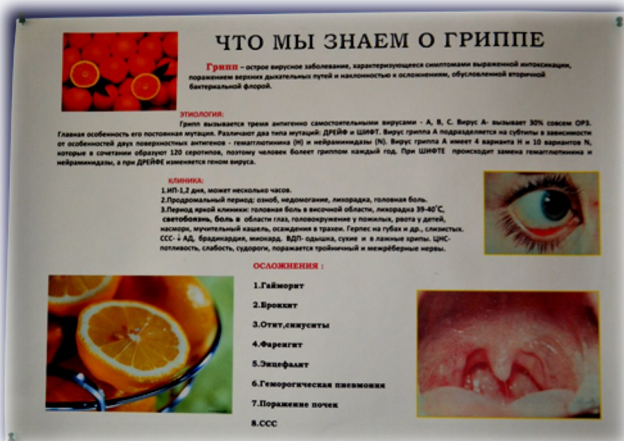 ЧТО МЫ ЗНАЕМ О ГРИППЕ
Грипп – острое вирусное заболевание, характеризующееся симптомами выраженной интоксикации,
поражением верхних дыхательных путей и наклонностью к осложнениям, обусловленной вторичной
бактериальной флорой.
ЭТИОЛОГИЯ:
Грипп вызывается тремя антигенно самостоятельными вирусами - А, В, С. Вирус А- вызывает 30% совсем ОРЗ.
Главная особенность его постоянная мутация. Различают два типа мутаций: ДРЕЙФ и ШИФТ. Вирус гриппа А подразделяется на субтипы в зависимости
от особенностей двух поверхностных антигенов - гемагглютинина (Н) и нейраминидазы (N). Вирус гриппа А имеет 4 варианта Н и 10 вариантов N,
которые в сочетании образуют 120 серотипов, поэтому человек болеет гриппом каждый год. При ШИФТЕ происходит замена гемагглютинина и
нейраминидазы, а при ДРЕЙФЕ изменяется геном вируса.
КЛИНИКА:
1.ИП-1,2 дня, может несколько часов.
2.Продромальный период: озноб, недомогание, лихорадка, головная боль.
3.Период яркой клиники: головная боль в височной области, лихорадка 39-40°С,
светобоязнь, боль в области глаз, головокружение у пожилых, рвота у детей,
насморк, мучительный кашель, осаднения в трахеи. Герпес на губах и др., слизистых.
ССС-↓АД, брадикардия, миокард. ВДП- одышка, сухие и в лажные хрипы. ЦНС-
потливость, слабость, судороги, поражается тройничный и межрёберные нервы.
ОСЛОЖНЕНИЯ :
1.Гайморит
2.Бронхит
3.Отит,синуситы
4.Фаренгит
5.Энцефалит
6.Геморогическая пневмония
7.Поражение почек
8.ССС